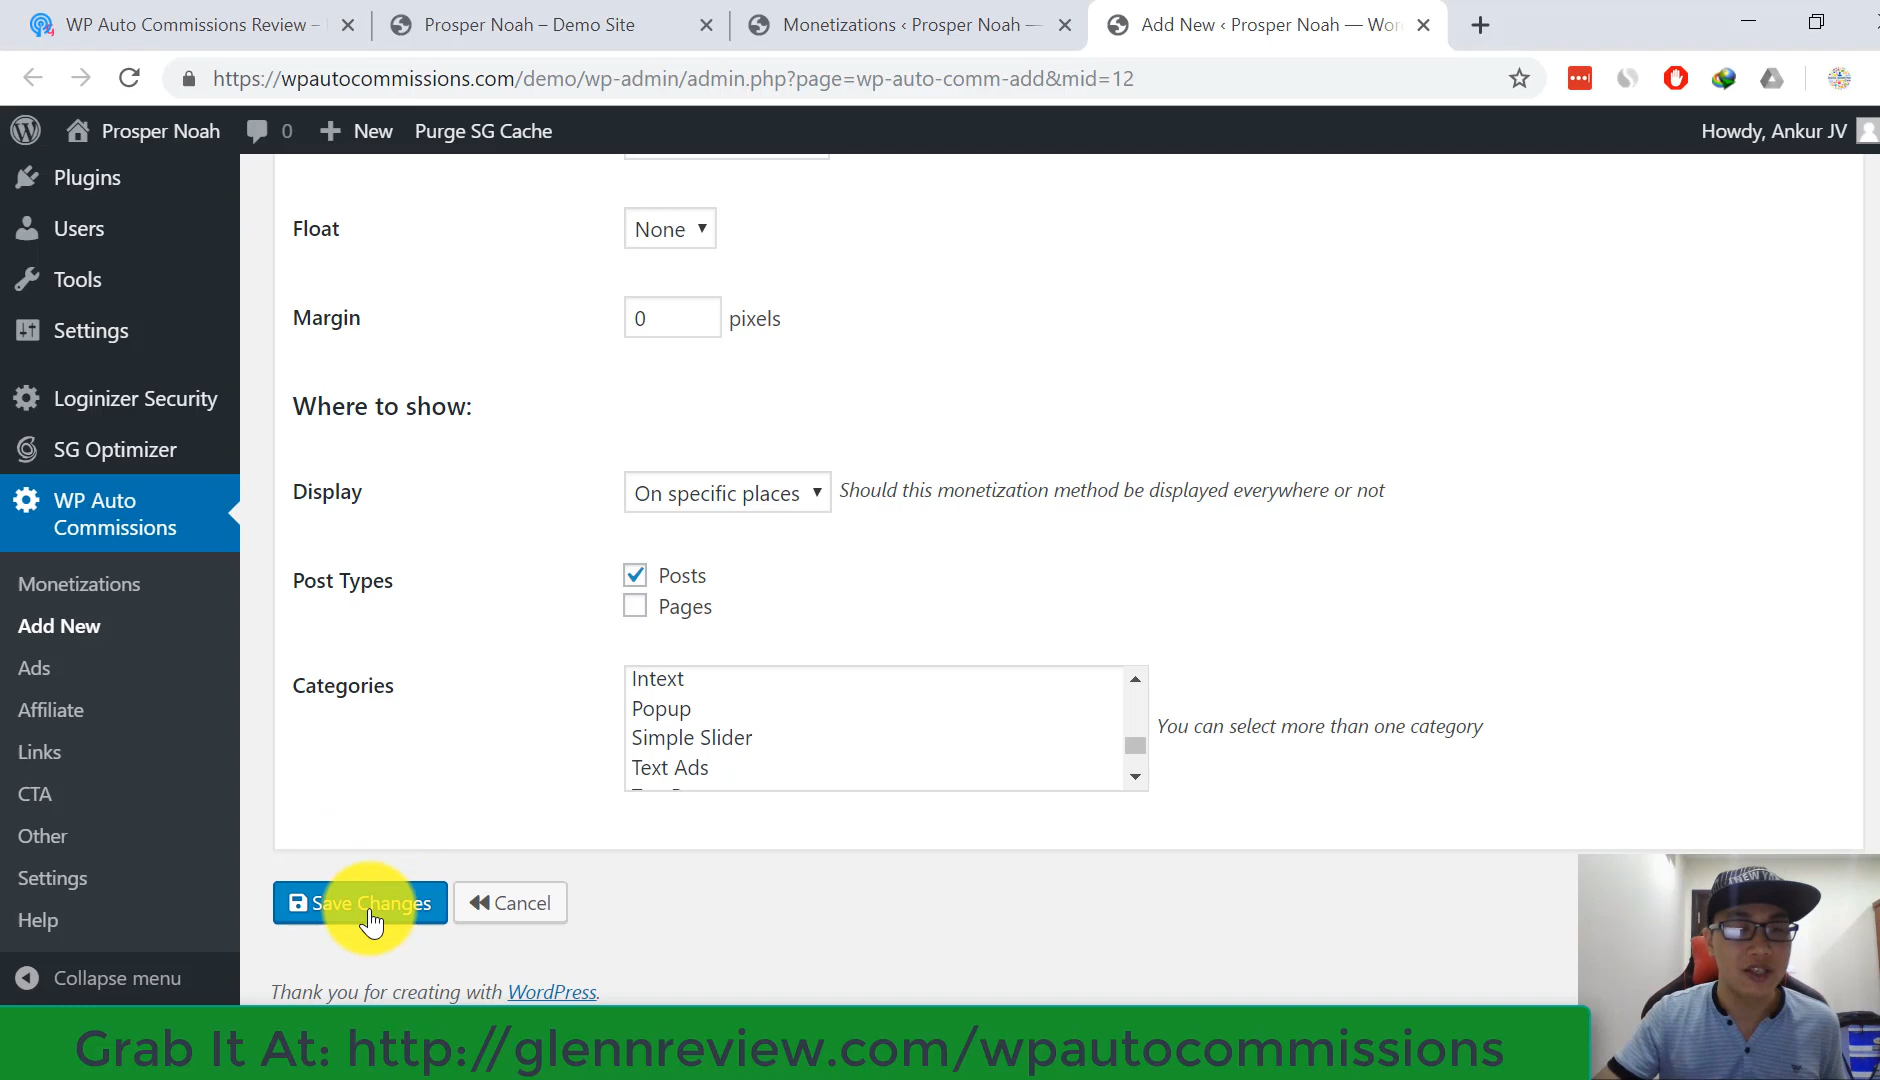 WP Auto Commissions Review –
Prosper Noah – Demo Site
Monetizations ‹ Prosper Noah —
Add New ‹ Prosper Noah — Wor
https://wpautocommissions.com/demo/wp-admin/admin.php?page=wp-auto-comm-add&mid=12
Prosper Noah
0
New
Purge SG Cache
Howdy, Ankur JV
Plugins
Users
Tools
Settings
Loginizer Security
SG Optimizer
WP Auto
Commissions
Monetizations
Add New
Ads
Affiliate
Links
CTA
Other
Settings
Help
Collapse menu
Float
None
Margin
0
pixels
Where to show:
Display
On specific places
Should this monetization method be displayed everywhere or not
Post Types
Posts
Pages
Categories
Intext
Popup
Simple Slider
Text Ads
You can select more than one category
Save Changes
Cancel
Thank you for creating with WordPress.
Grab It At: http://glennreview.com/wpautocommissions